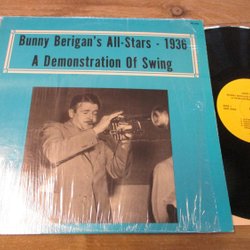 Bunny Berigan's All-Stars - 1936
A Demonstration Of Swing